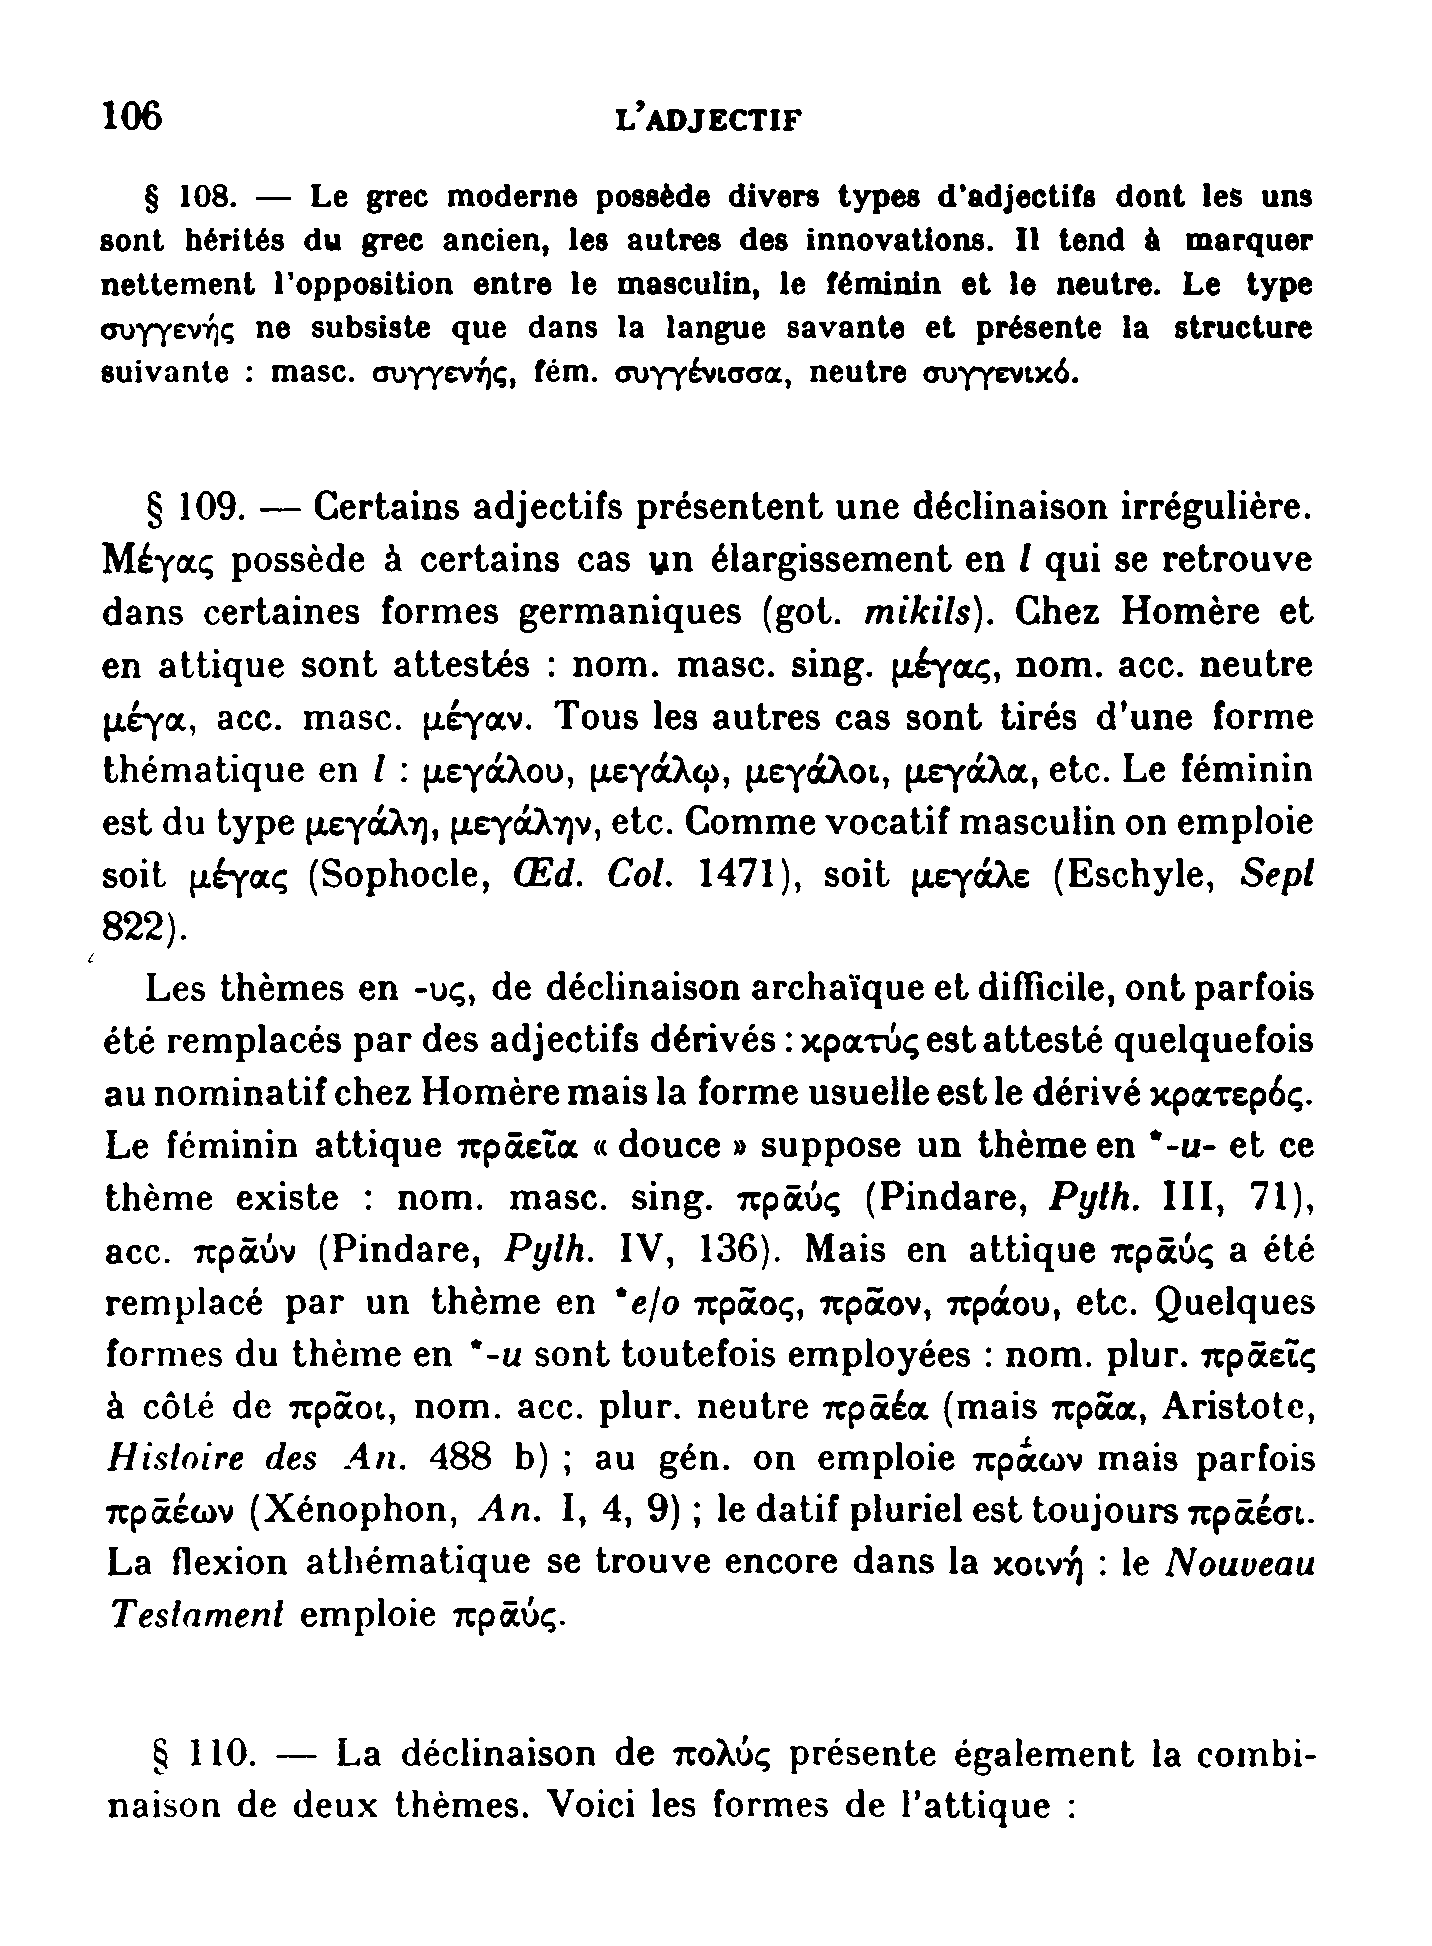 106 L'ADJECTIF
§ 108. — Le grec moderne possède divers types d'adjectifs dont les uns
sont hérités du grec ancien, les autres des innovations. Il tend à marquer
nettement l'opposition entre le masculin, le féminin et le neutre. Le type
συγγενής ne subsiste que dans la langue savante et présente la structure
suivante : masc. συγγενής, fém. συγγένισσα, neutre συγγενικό.
§ 109. — Certains adjectifs présentent une déclinaison irrégulière.
Μέγας possède à certains cas un élargissement en l qui se retrouve
dans certaines formes germaniques (got. mikils). Chez Homère et
en attique sont attestés : nom. masc. sing. μέγας, nom. acc. neutre
μέγα, acc. masc. μέγαν. Tous les autres cas sont tirés d'une forme
thématique en l : μεγάλου, μεγάλῳ, μεγάλοι, μεγάλα, etc. Le féminin
est du type μεγάλη, μεγάλην, etc. Comme vocatif masculin on emploie
soit μέγας (Sophocle, Œd. Col. 1471), soit μεγάλε (Eschyle, Sept
822).
Les thèmes en -υς, de déclinaison archaïque et difficile, ont parfois
été remplacés par des adjectifs dérivés : κρατύς est attesté quelquefois
au nominatif chez Homère mais la forme usuelle est le dérivé κρατερός.
Le féminin attique πρᾱεῖα « douce » suppose un thème en *-u- et ce
thème existe : nom. masc. sing. πρᾱύς (Pindare, Pyth. III, 71),
acc. πρᾱύν (Pindare, Pyth. IV, 136). Mais en attique πρᾱύς a été
remplacé par un thème en *e/o πρᾶος, πρᾶον, πράου, etc. Quelques
formes du thème en *-u sont toutefois employées : nom. plur. πρᾱεῖς
à côté de πρᾶοι, nom. acc. plur. neutre πρᾱέα (mais πρᾶα, Aristote,
Histoire des An. 488 b) ; au gén. on emploie πρᾱ́ων mais parfois
πρᾱέων (Xénophon, An. I, 4, 9) ; le datif pluriel est toujours πρᾱέσι.
La flexion athématique se trouve encore dans la κοινή : le Nouveau
Testament emploie πρᾱύς.
§ 110. — La déclinaison de πολύς présente également la combi-
naison de deux thèmes. Voici les formes de l'attique :